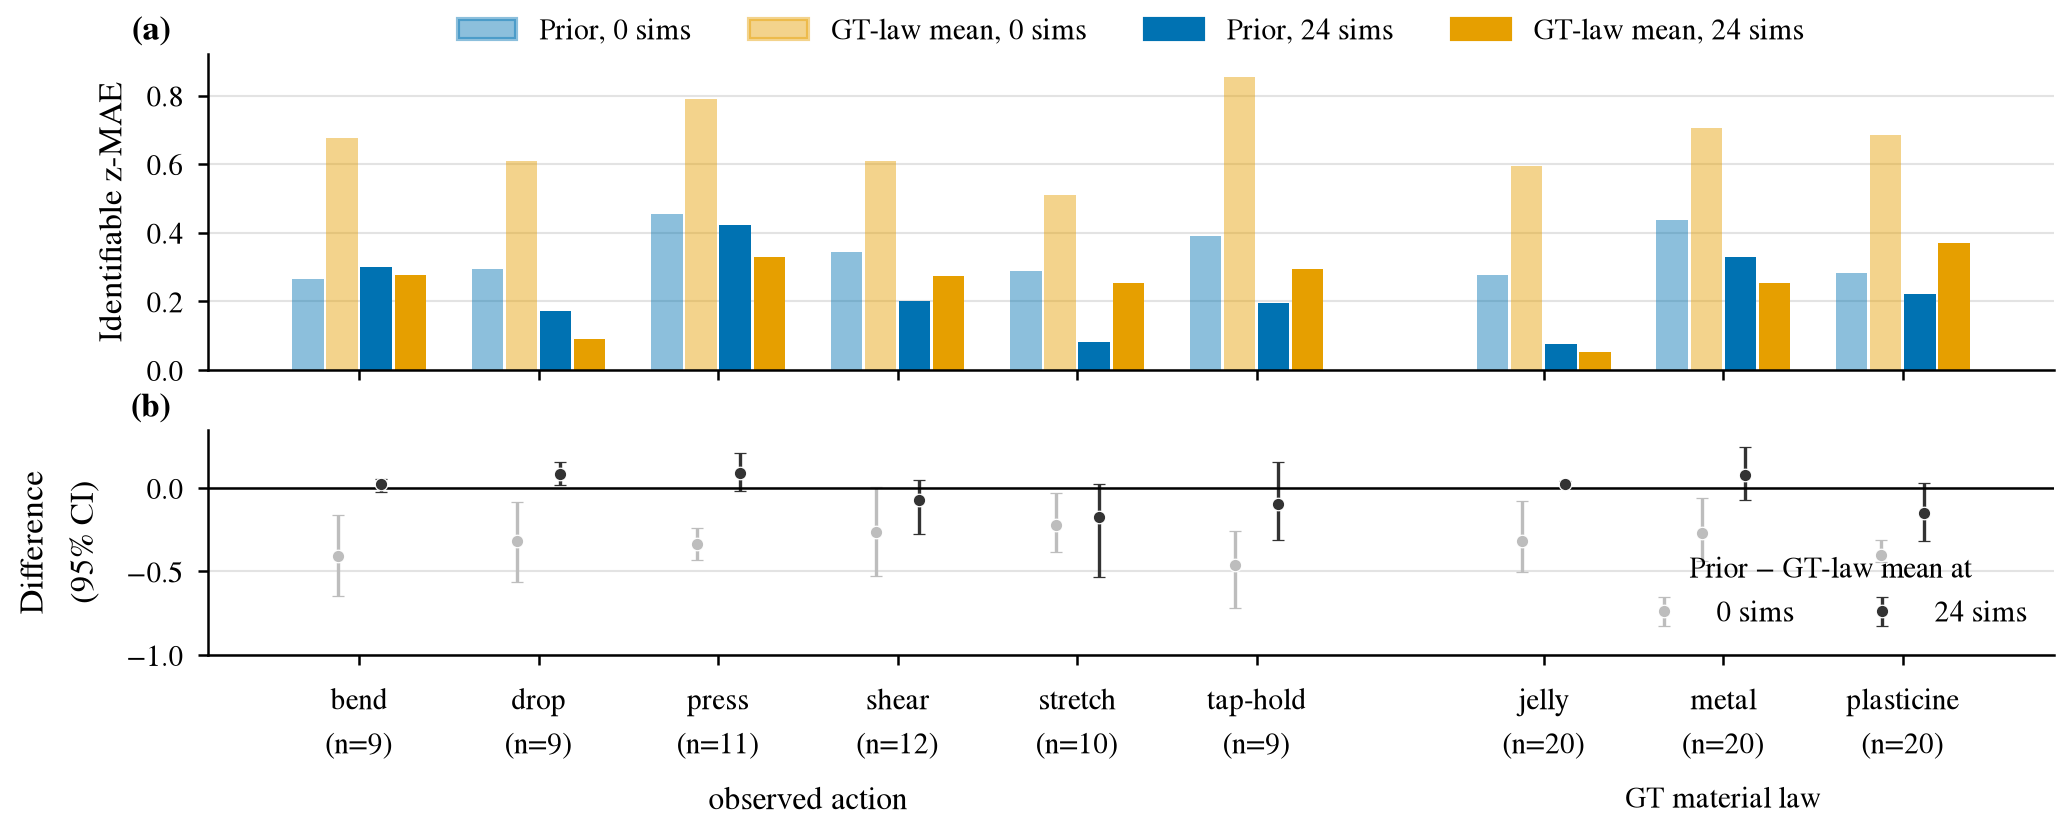 (a)
Prior, 0 sims
GT-law mean, 0 sims
Prior, 24 sims
GT-law mean, 24 sims
Identifiable z-MAE
0.8
0.6
0.4
0.2
0.0
(b)
Difference
(95% CI)
0.0
−0.5
−1.0
Prior − GT-law mean at
0 sims
24 sims
bend
(n=9)
drop
(n=9)
press
(n=11)
shear
(n=12)
stretch
(n=10)
tap-hold
(n=9)
jelly
(n=20)
metal
(n=20)
plasticine
(n=20)
observed action
GT material law